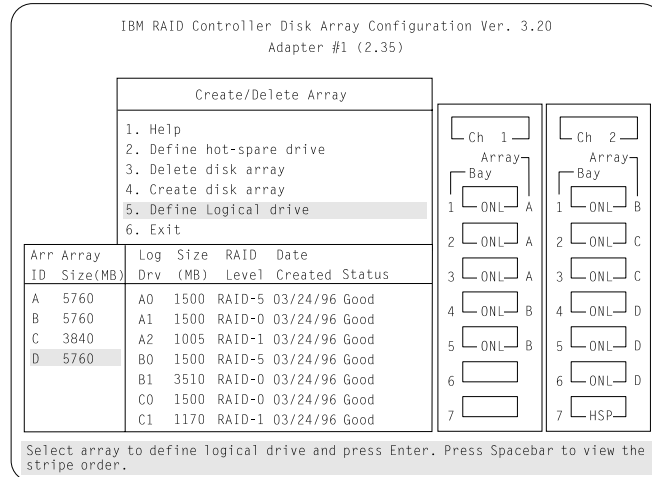 IBM RAID Controller Disk Array Configuration Ver. 3.20
Adapter #1 (2.35)
Create/Delete Array
1. Help
2. Define hot-spare drive
3. Delete disk array
4. Create disk array
5. Define Logical drive
6. Exit
Arr Array
ID Size(MB)
A 5760
B 5760
C 3840
D 5760
Log Size RAID Date
Drv (MB) Level Created Status
A0 1500 RAID-5 03/24/96 Good
A1 1500 RAID-0 03/24/96 Good
A2 1005 RAID-1 03/24/96 Good
B0 1500 RAID-5 03/24/96 Good
B1 3510 RAID-0 03/24/96 Good
C0 1500 RAID-0 03/24/96 Good
C1 1170 RAID-1 03/24/96 Good
Ch 1
Array
Bay
1 ONL A
2 ONL A
3 ONL A
4 ONL B
5 ONL B
6
7
Ch 2
Array
Bay
1 ONL B
2 ONL C
3 ONL C
4 ONL D
5 ONL D
6 ONL D
7 HSP
Select array to define logical drive and press Enter. Press Spacebar to view the
stripe order.